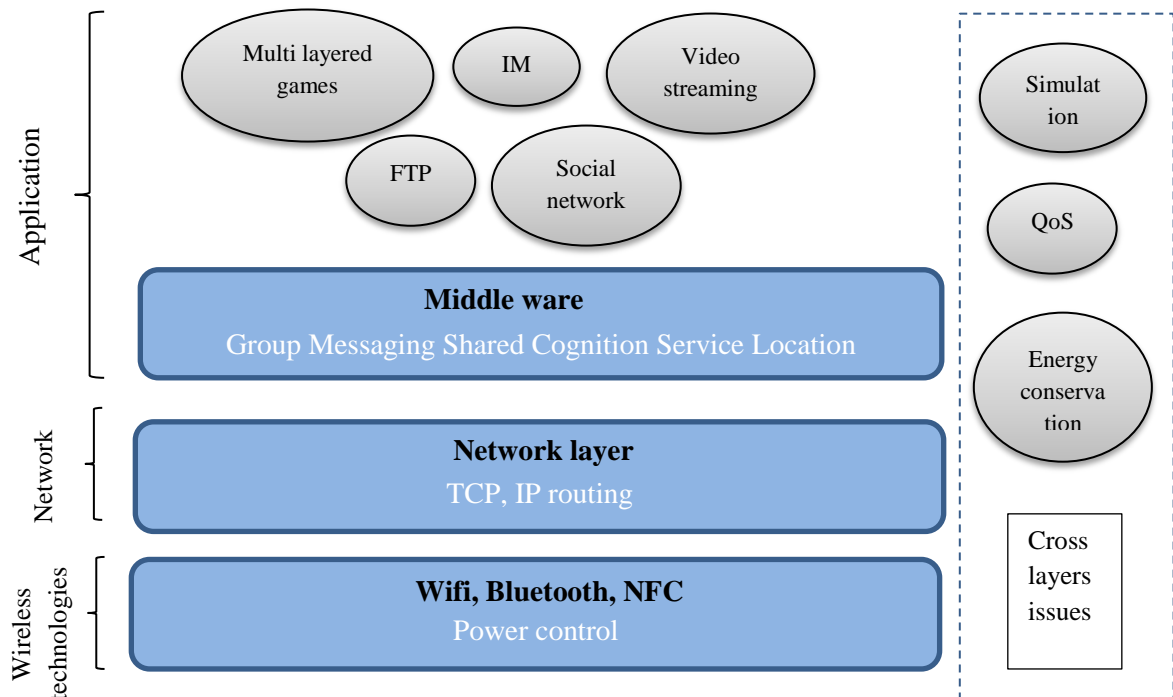 Application
Multi layered
games
IM
Video
streaming
FTP
Social
network
Middle ware
Group Messaging Shared Cognition Service Location
Network
Network layer
TCP, IP routing
Wireless
technologies
Wifi, Bluetooth, NFC
Power control
Simulat
ion
QoS
Energy
conserva
tion
Cross
layers
issues